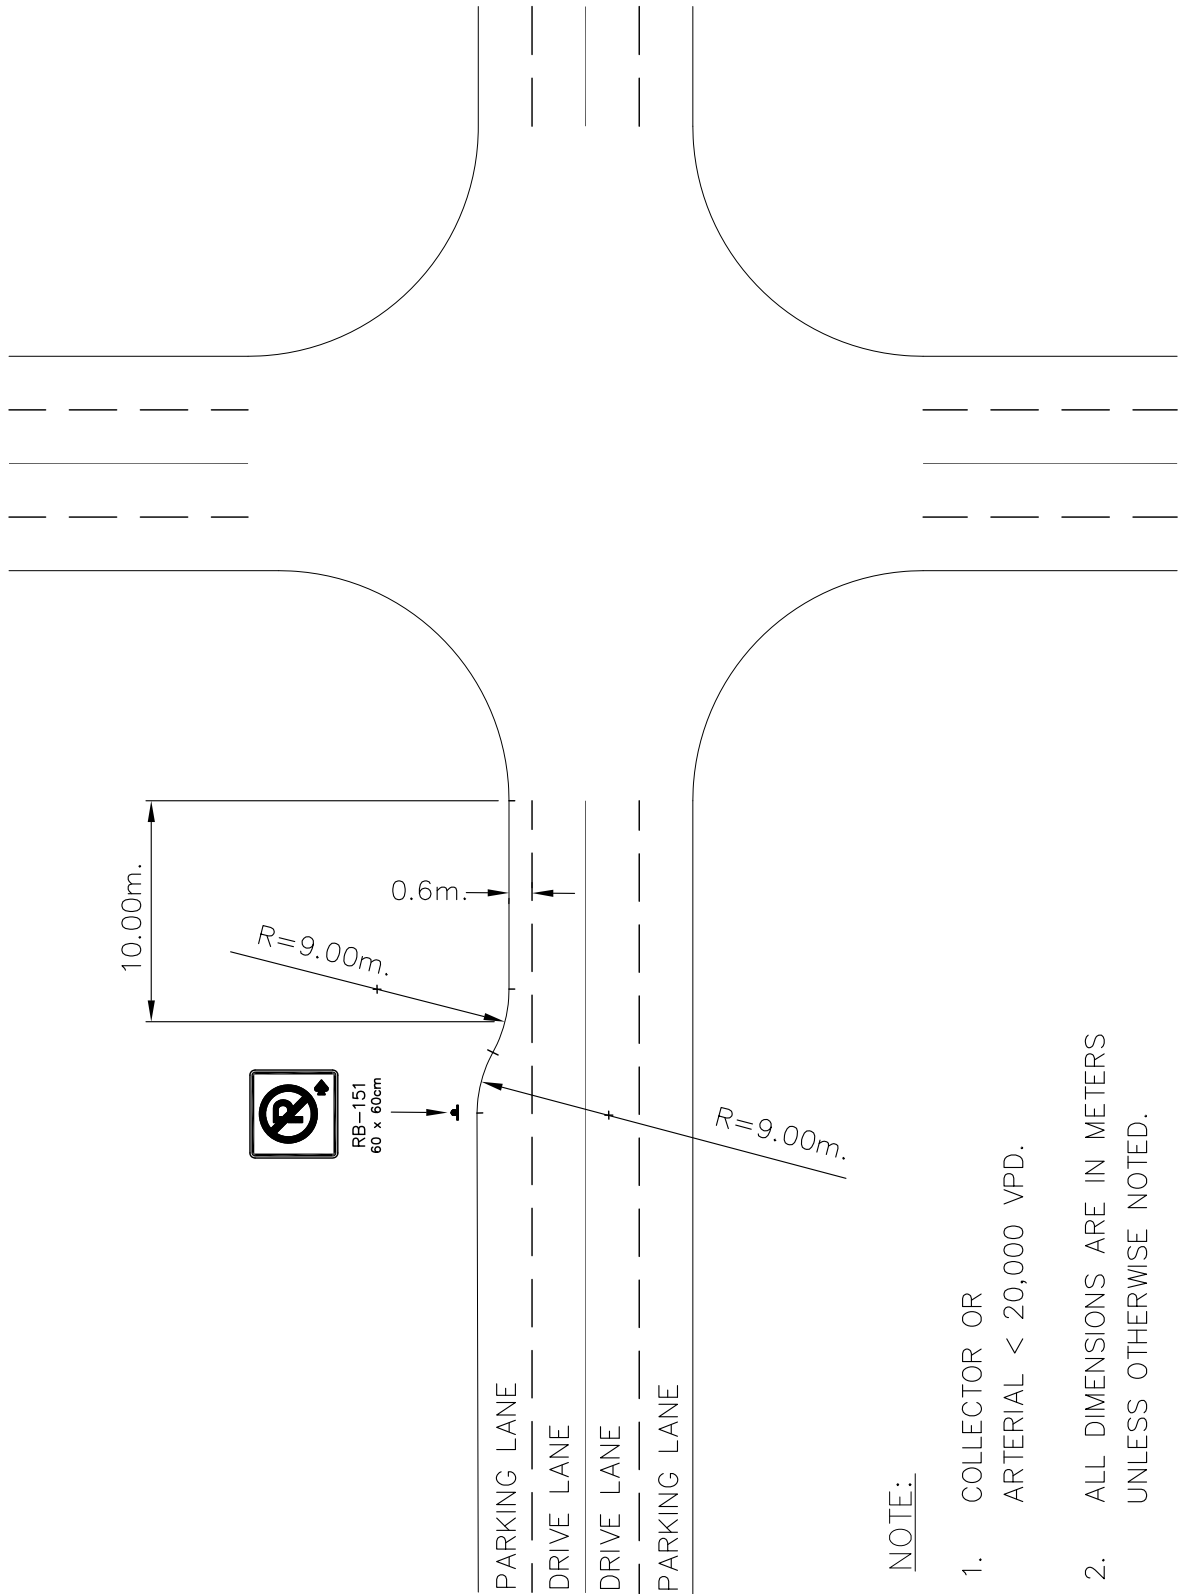 10.00m.
0.6m.
R=9.00m.
R
RB-151
60 x 60cm
R=9.00m.
PARKING LANE
DRIVE LANE
DRIVE LANE
PARKING LANE
NOTE:
1. COLLECTOR OR
ARTERIAL < 20,000 VPD.
2. ALL DIMENSIONS ARE IN METERS
UNLESS OTHERWISE NOTED.